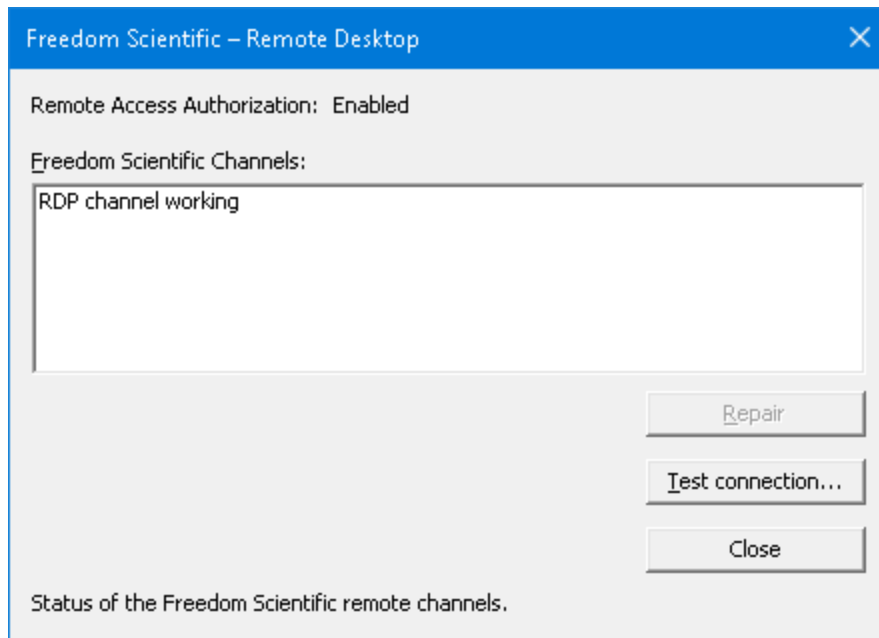 Freedom Scientific – Remote Desktop
Remote Access Authorization: Enabled
Freedom Scientific Channels:
RDP channel working
Repair
Test connection...
Close
Status of the Freedom Scientific remote channels.